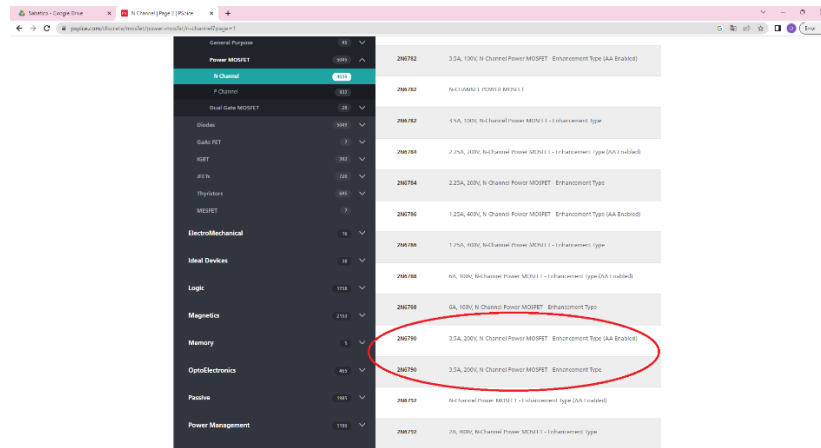 Sabatico - Google Drive
N Channel | Page 2 | PSpice
pspice.com/discrete/mosfet/power-mosfet/n-channel?page=1
General Purpose 45
Power MOSFET 5045
N Channel
P Channel
Dual Gate MOSFET 28
Diodes
GaAs FET 7
IGBT
JFETs
Thyristors
MESFET 7
ElectroMechanical
Ideal Devices
Logic
Magnetics
Memory
OptoElectronics
Passive
Power Management
2N6782 3.5A, 100V, N-Channel Power MOSFET - Enhancement Type (AA Enabled)
2N6782 N-CHANNEL POWER MOSFET
2N6782 3.5A, 100V, N-Channel Power MOSFET - Enhancement Type
2N6784 2.25A, 200V, N-Channel Power MOSFET - Enhancement Type (AA Enabled)
2N6784 2.25A, 200V, N-Channel Power MOSFET - Enhancement Type
2N6786 1.25A, 400V, N-Channel Power MOSFET - Enhancement Type (AA Enabled)
2N6786 1.25A, 400V, N-Channel Power MOSFET - Enhancement Type
2N6788 6A, 100V, N-Channel Power MOSFET - Enhancement Type (AA Enabled)
2N6788 6A, 100V, N-Channel Power MOSFET - Enhancement Type
2N6790 3.5A, 200V, N-Channel Power MOSFET - Enhancement Type (AA Enabled)
2N6790 3.5A, 200V, N-Channel Power MOSFET - Enhancement Type
2N6792 N-Channel Power MOSFET - Enhancement Type (AA Enabled)
2N6792 2A, 400V, N-Channel Power MOSFET - Enhancement Type